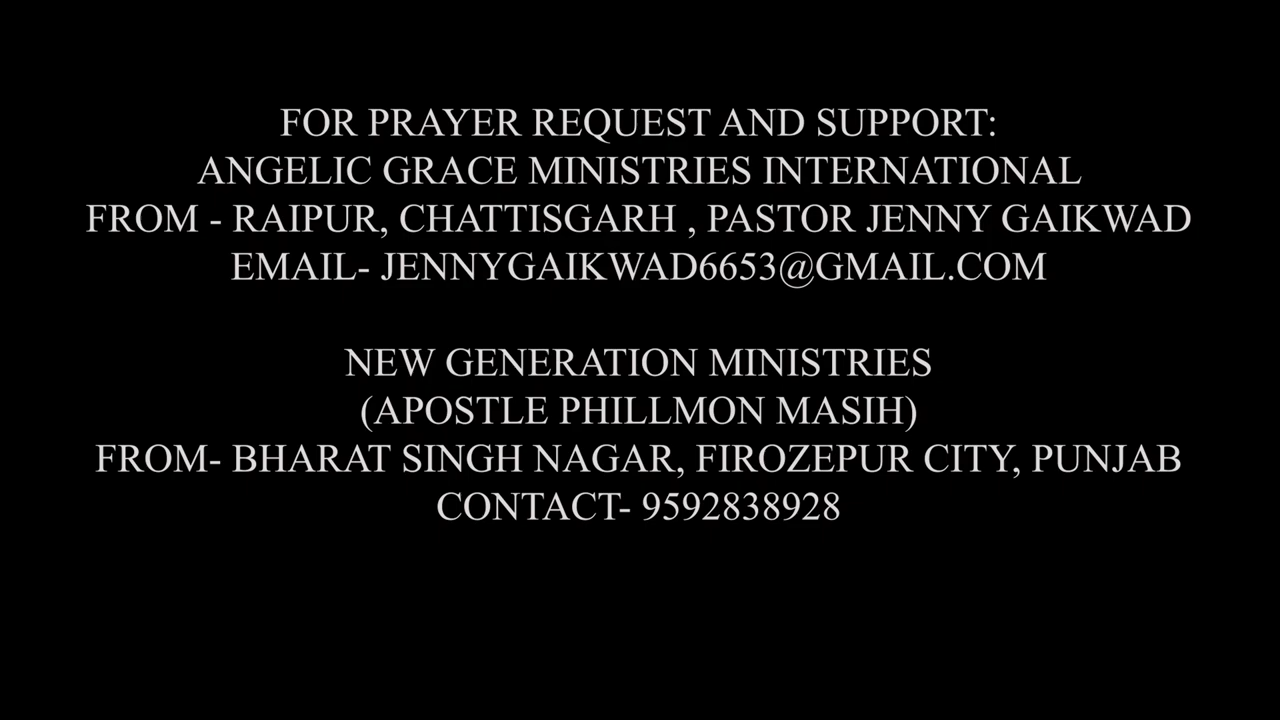 FOR PRAYER REQUEST AND SUPPORT:
ANGELIC GRACE MINISTRIES INTERNATIONAL
FROM - RAIPUR, CHATTISGARH , PASTOR JENNY GAIKWAD
EMAIL- JENNYGAIKWAD6653@GMAIL.COM
NEW GENERATION MINISTRIES
(APOSTLE PHILLMON MASIH)
FROM- BHARAT SINGH NAGAR, FIROZEPUR CITY, PUNJAB
CONTACT- 9592838928